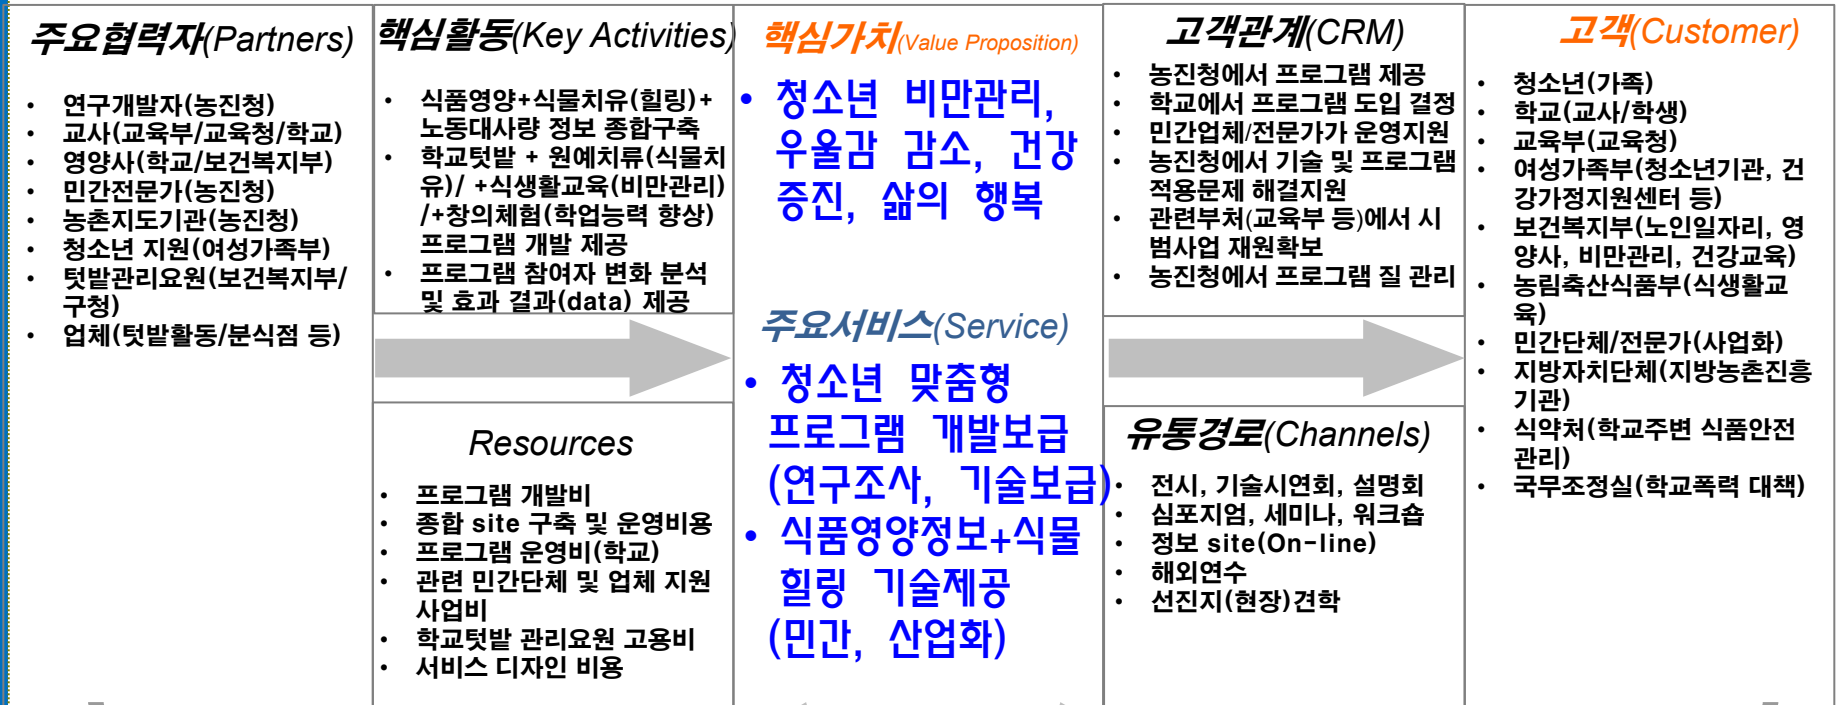 주요협력자(Partners)
• 연구개발자(농진청)
• 교사(교육부/교육청/학교)
• 영양사(학교/보건복지부)
• 민간전문가(농진청)
• 농촌지도기관(농진청)
• 청소년 지원(여성가족부)
• 텃밭관리요원(보건복지부/
구청)
• 업체(텃밭활동/분식점 등)
핵심활동(Key Activities)
• 식품영양+식물치유(힐링)+
노동대사량 정보 종합구축
• 학교텃밭 + 원예치류(식물치
유)/ +식생활교육(비만관리)
/+창의체험(학업능력 향상)
프로그램 개발 제공
• 프로그램 참여자 변화 분석
및 효과 결과(data) 제공
Resources
• 프로그램 개발비
• 종합 site 구축 및 운영비용
• 프로그램 운영비(학교)
• 관련 민간단체 및 업체 지원
사업비
• 학교텃밭 관리요원 고용비
• 서비스 디자인 비용
핵심가치(Value Proposition)
• 청소년 비만관리,
우울감 감소, 건강
증진, 삶의 행복
주요서비스(Service)
• 청소년 맞춤형
프로그램 개발보급
(연구조사, 기술보급)
• 식품영양정보+식물
힐링 기술제공
(민간, 산업화)
고객관계(CRM)
• 농진청에서 프로그램 제공
• 학교에서 프로그램 도입 결정
• 민간업체/전문가가 운영지원
• 농진청에서 기술 및 프로그램
적용문제 해결지원
• 관련부처(교육부 등)에서 시
범사업 재원확보
• 농진청에서 프로그램 질 관리
유통경로(Channels)
• 전시, 기술시연회, 설명회
• 심포지엄, 세미나, 워크숍
• 정보 site(On-line)
• 해외연수
• 선진지(현장)견학
고객(Customer)
• 청소년(가족)
• 학교(교사/학생)
• 교육부(교육청)
• 여성가족부(청소년기관, 건
강가정지원센터 등)
• 보건복지부(노인일자리, 영
양사, 비만관리, 건강교육)
• 농림축산식품부(식생활교
육)
• 민간단체/전문가(사업화)
• 지방자치단체(지방농촌진흥
기관)
• 식약처(학교주변 식품안전
관리)
• 국무조정실(학교폭력 대책)